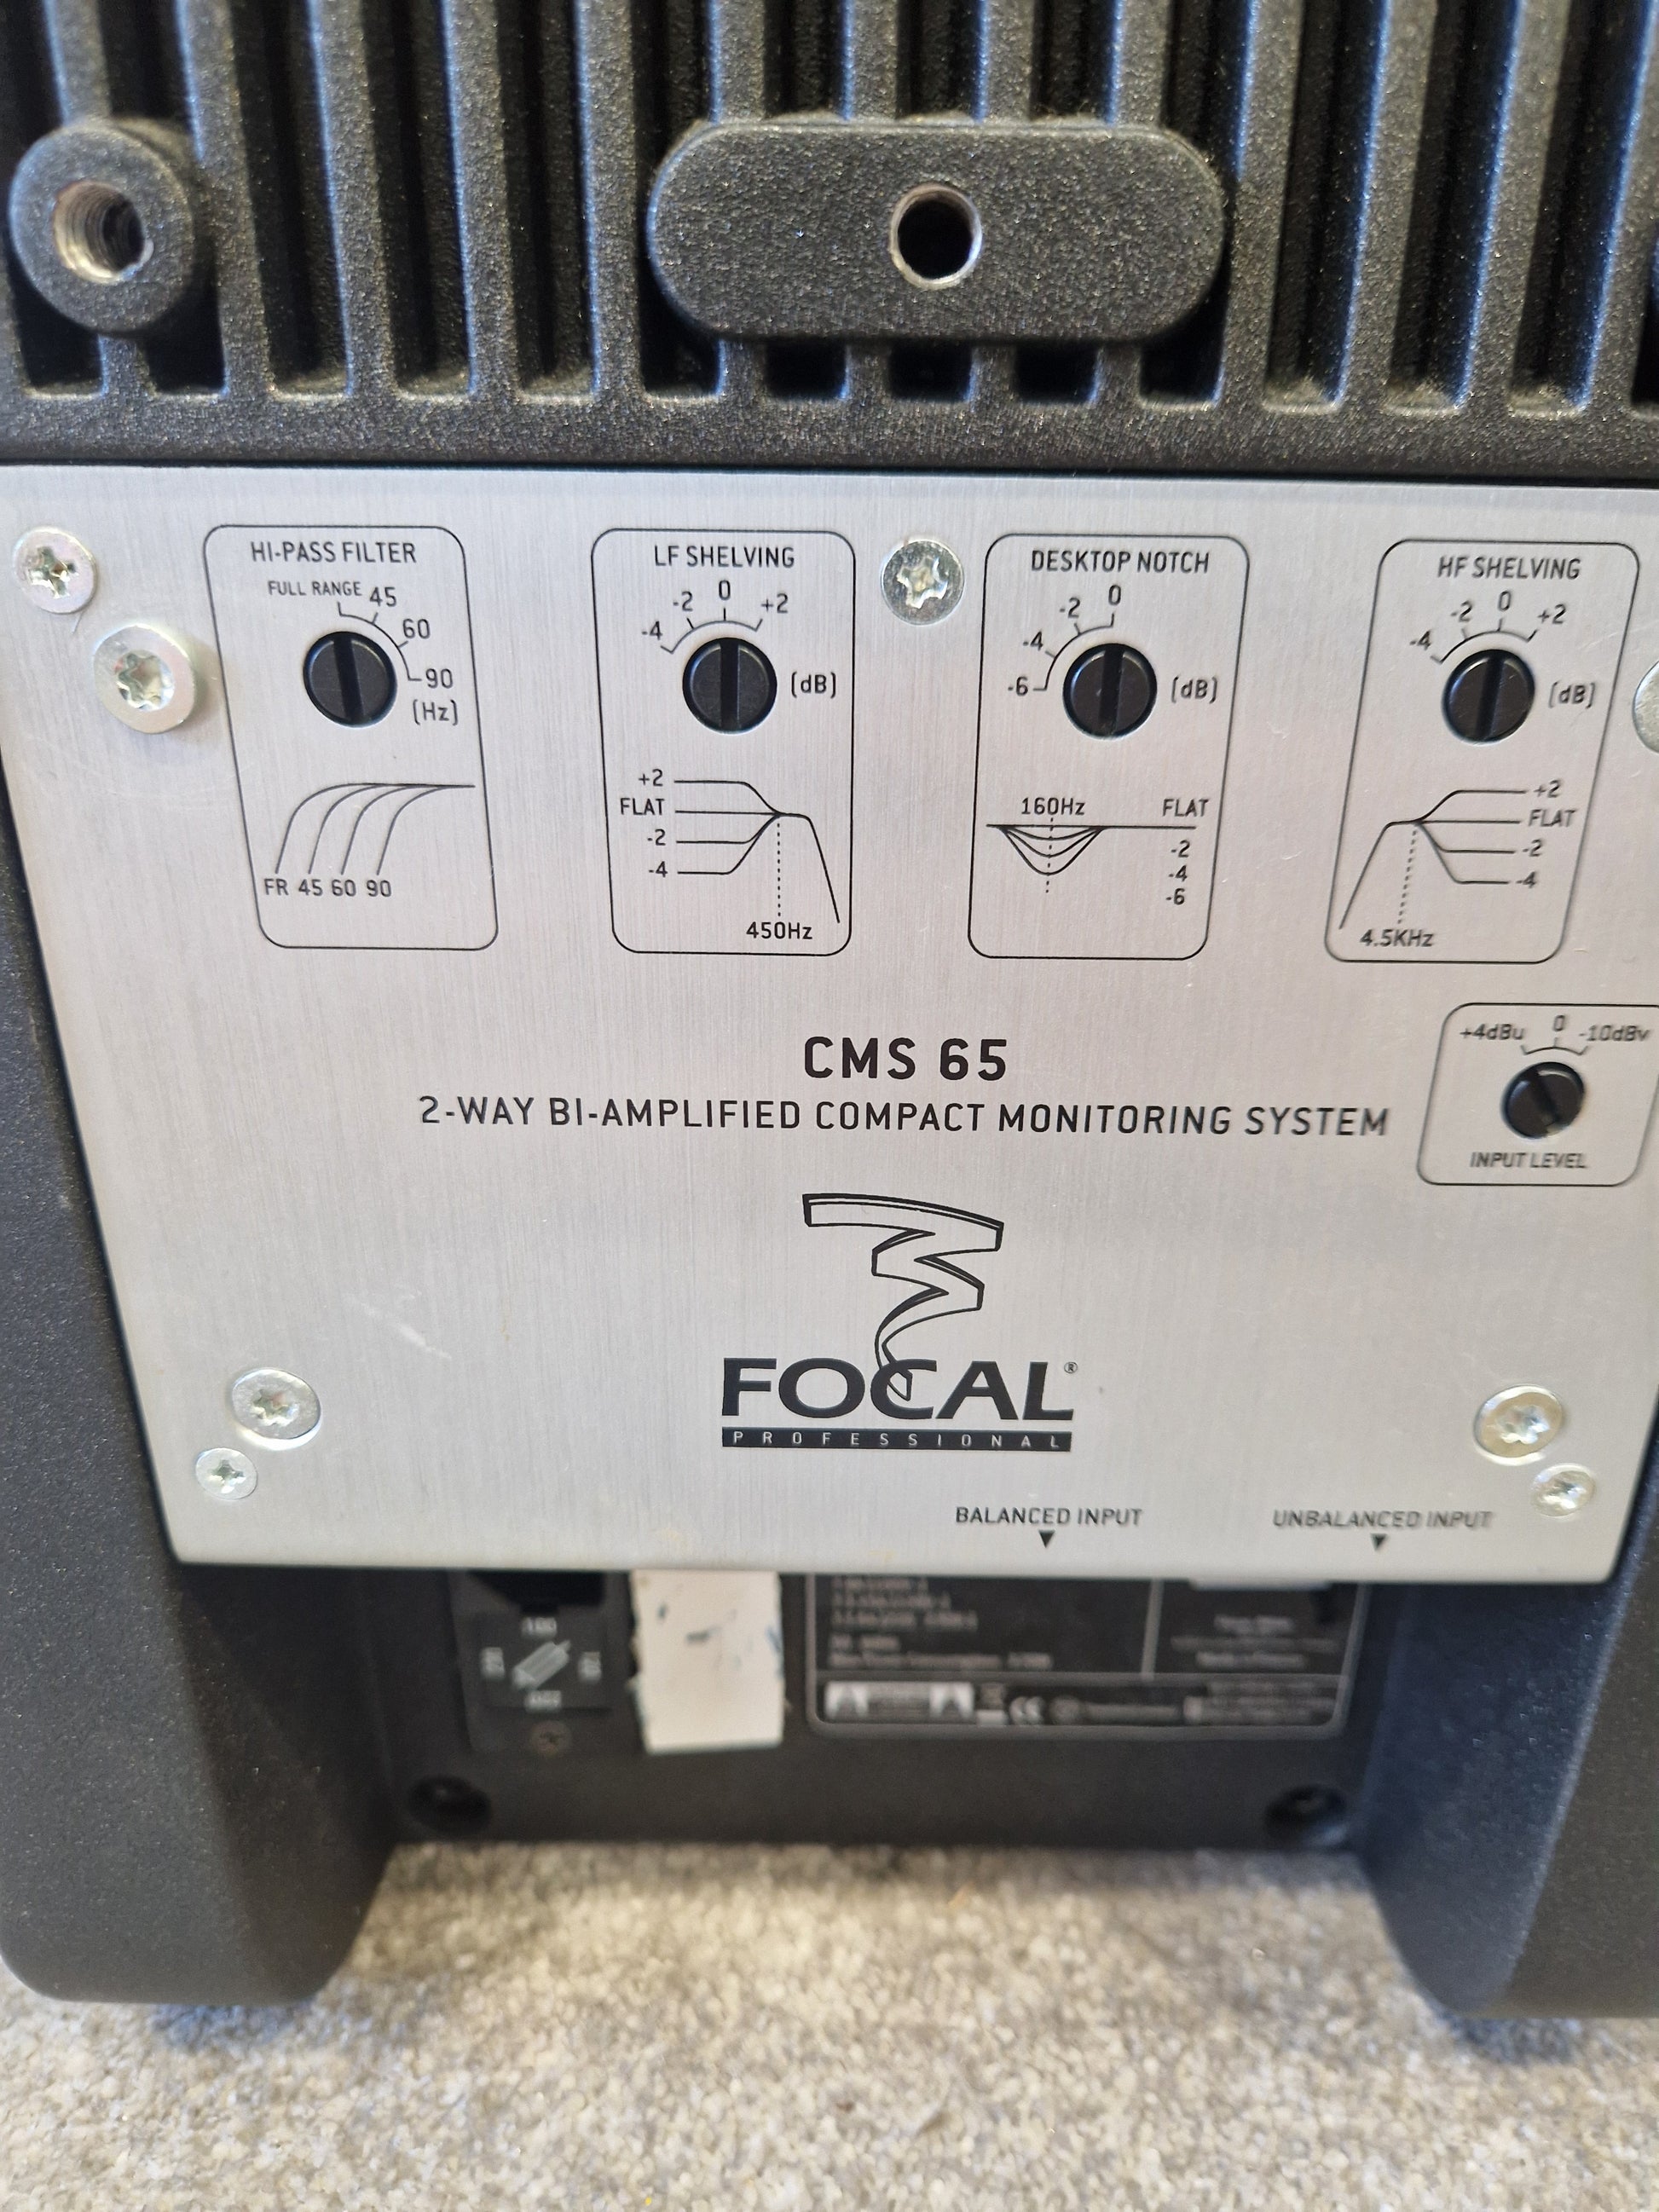 HI-PASS FILTER
FULL RANGE 45
60
90
(Hz)
FR 45 60 90
LF SHELVING
-4 -2 0 +2
(dB)
+2
FLAT
-2
-4
450Hz
DESKTOP NOTCH
-6 -4 -2 0
(dB)
160Hz FLAT
-2
-4
-6
HF SHELVING
-4 -2 0 +2
(dB)
+2
FLAT
-2
-4
4.5KHz
+4dBu 0 -10dBv
INPUT LEVEL
CMS 65
2-WAY BI-AMPLIFIED COMPACT MONITORING SYSTEM
FOCAL®
PROFESSIONAL
BALANCED INPUT
UNBALANCED INPUT
CE